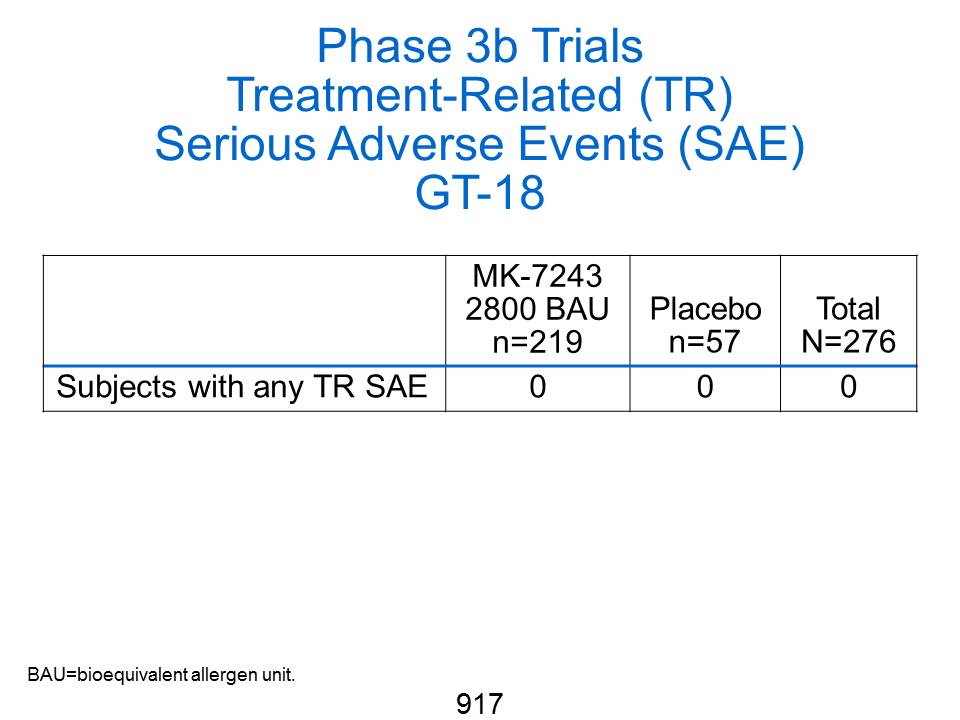 Phase 3b Trials
Treatment-Related (TR)
Serious Adverse Events (SAE)
GT-18
MK-7243
2800 BAU
n=219
Placebo
n=57
Total
N=276
Subjects with any TR SAE 0 0 0
BAU=bioequivalent allergen unit.
917